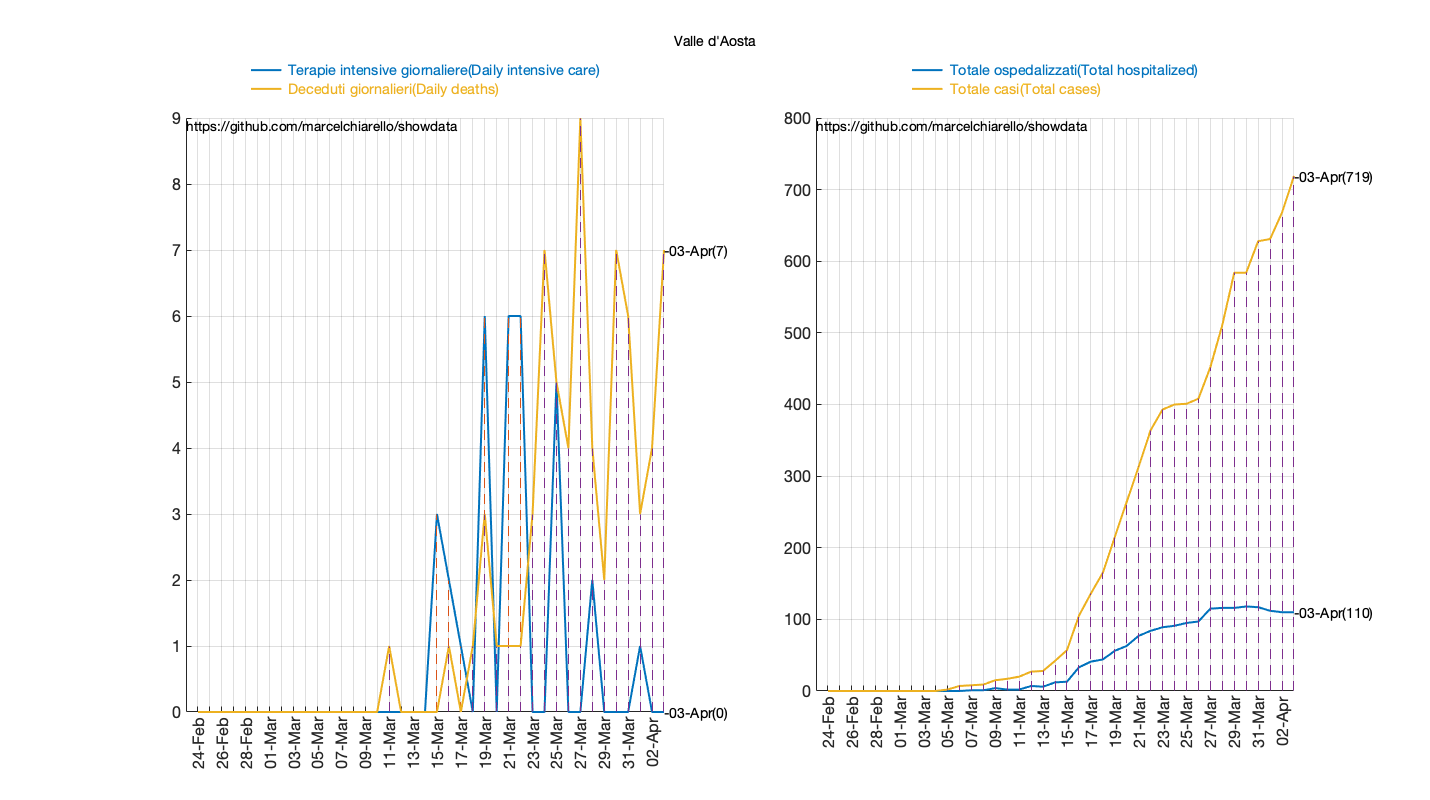 Valle d'Aosta
Terapie intensive giornaliere(Daily intensive care)
Deceduti giornalieri(Daily deaths)
9
8
7
6
5
4
3
2
1
0
https://github.com/marcelchiarello/showdata
-03-Apr(7)
-03-Apr(0)
24-Feb
26-Feb
28-Feb
01-Mar
03-Mar
05-Mar
07-Mar
09-Mar
11-Mar
13-Mar
15-Mar
17-Mar
19-Mar
21-Mar
23-Mar
25-Mar
27-Mar
29-Mar
31-Mar
02-Apr
Totale ospedalizzati(Total hospitalized)
Totale casi(Total cases)
800
700
600
500
400
300
200
100
0
https://github.com/marcelchiarello/showdata
-03-Apr(719)
-03-Apr(110)
24-Feb
26-Feb
28-Feb
01-Mar
03-Mar
05-Mar
07-Mar
09-Mar
11-Mar
13-Mar
15-Mar
17-Mar
19-Mar
21-Mar
23-Mar
25-Mar
27-Mar
29-Mar
31-Mar
02-Apr